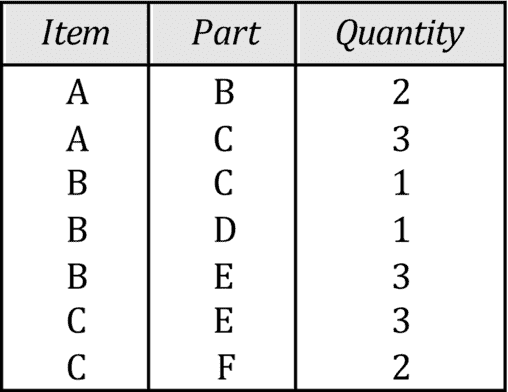 Item Part Quantity
A B 2
A C 3
B C 1
B D 1
B E 3
C E 3
C F 2